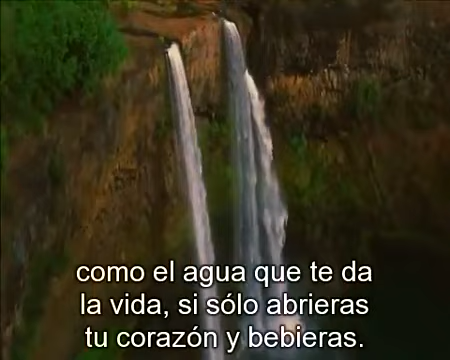 como el agua que te da
la vida, si sólo abrieras
tu corazón y bebieras.